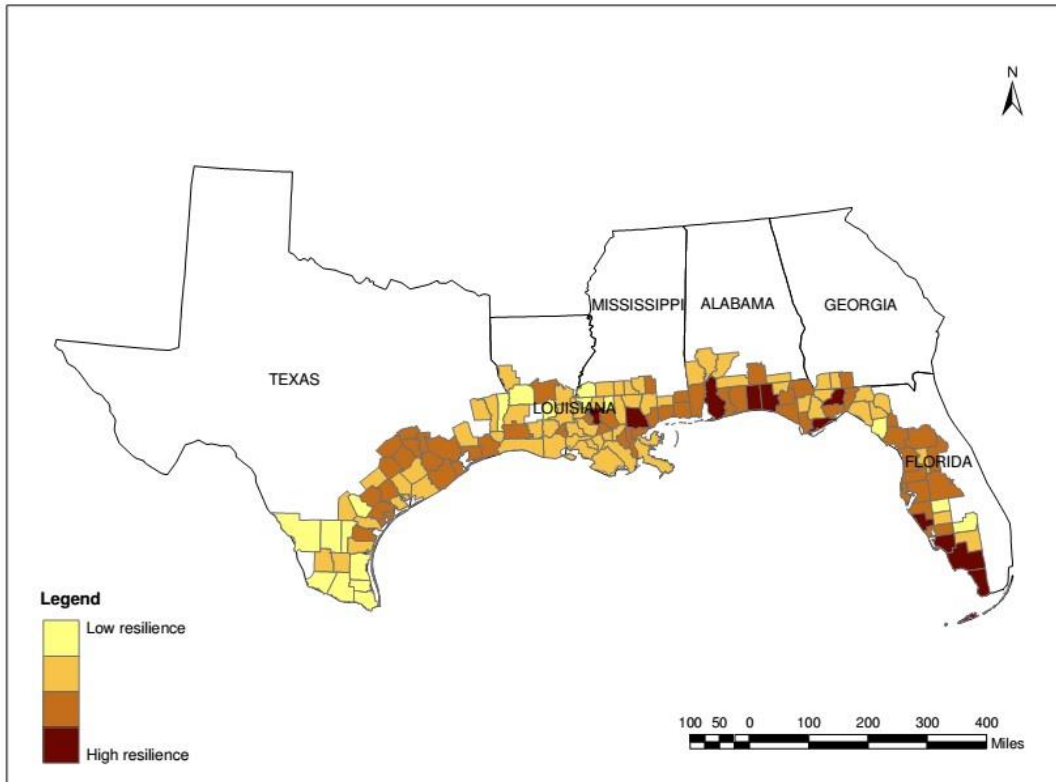 N
MISSISSIPPI
ALABAMA
GEORGIA
TEXAS
LOUISIANA
FLORIDA
Legend
Low resilience
High resilience
100 50 0 100 200 300 400
Miles